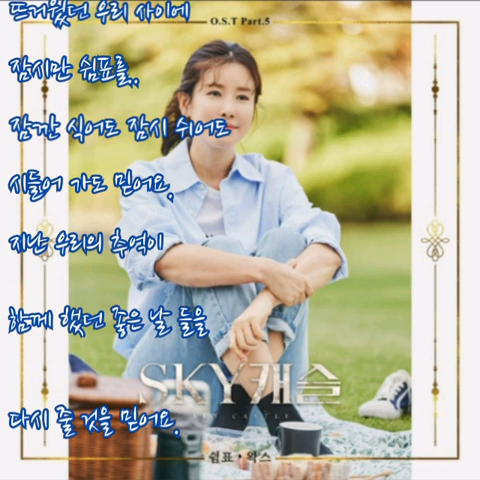 뜨거웠던 우리 사이에
O.S.T Part.5
잠시만 쉼표를,,
잠깐 식어도 잠시 쉬어도
시들어 가도 믿어요,
지난 우리의 추억이
함께 했던 좋은 날 들을
SKY캐슬
다시 줄 것을 믿어요,
쉼표 • 왁스